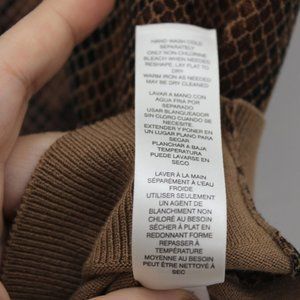 HAND WASH COLD
SEPARATELY
ONLY NON CHLORINE
BLEACH WHEN NEEDED
RESHAPE, LAY FLAT TO
DRY
WARM IRON AS NEEDED
MAY BE DRY CLEANED
LAVAR A MANO CON
AGUA FRIA POR
SEPARADO
USAR BLANQUEADOR
SIN CLORO CUANDO SE
NECESITE
EXTENDER Y PONER EN
UN LUGAR PLANO PARA
SECAR
PLANCHAR A BAJA
TEMPERATURA
PUEDE LAVARSE EN
SECO
LAVER À LA MAIN
SÉPARÉMENT À L'EAU
FROIDE
UTILISER SEULEMENT
UN AGENT DE
BLANCHIMENT NON
CHLORÉ AU BESOIN
SÉCHER À PLAT EN
REDONNANT FORME
REPASSER À
TEMPÉRATURE
MOYENNE AU BESOIN
PEUT ÊTRE NETTOYÉ À
SEC